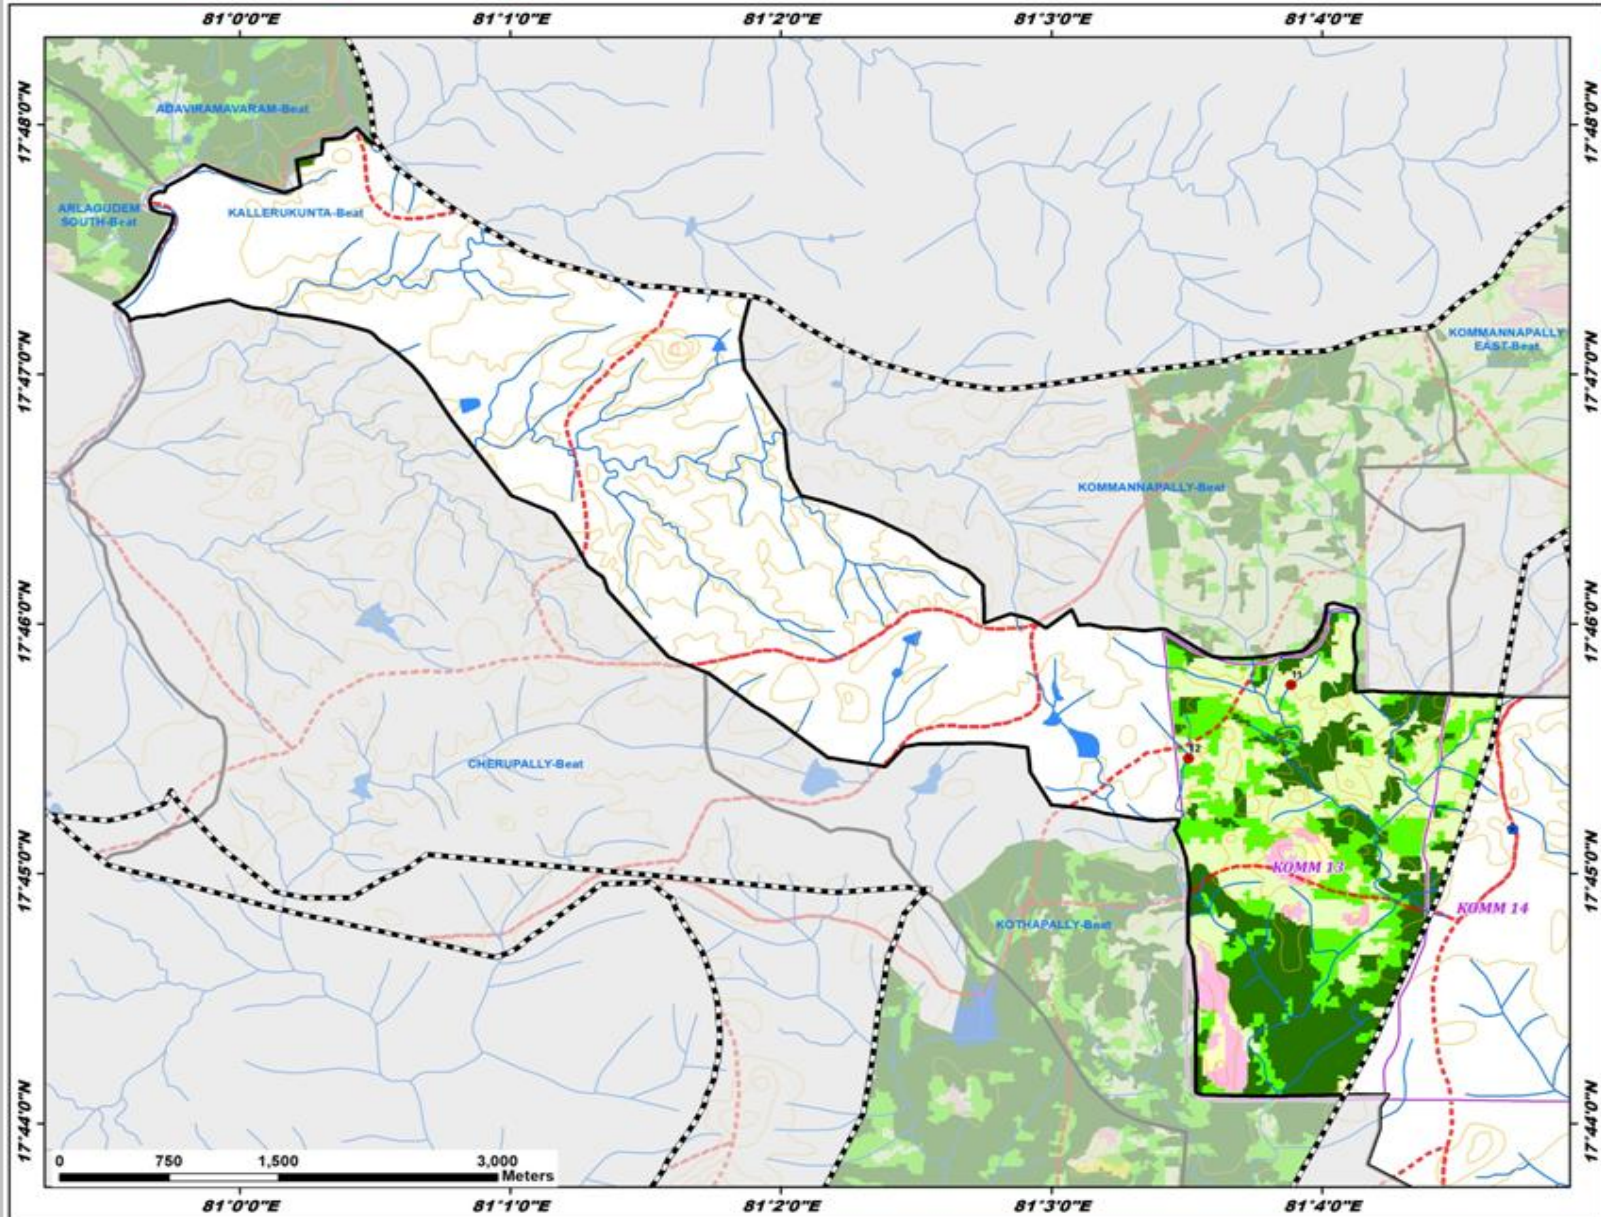 81°0'0"E 81°1'0"E 81°2'0"E 81°3'0"E 81°4'0"E
17°48'0"N 17°48'0"N
ADAVIRAMAVARAM-Beat
ARLAGUDEM
SOUTH-Beat
KALLERUKUNTA-Beat
KOMMANNAPALLY
EAST-Beat
17°47'0"N 17°47'0"N
KOMMANNAPALLY-Beat
17°46'0"N 17°46'0"N
11
12
CHERUPALLY-Beat
KOMM 13
17°45'0"N 17°45'0"N
KOMM 14
KOTHAPALLY-Beat
17°44'0"N 17°44'0"N
0 750 1,500 3,000
Meters
81°0'0"E 81°1'0"E 81°2'0"E 81°3'0"E 81°4'0"E